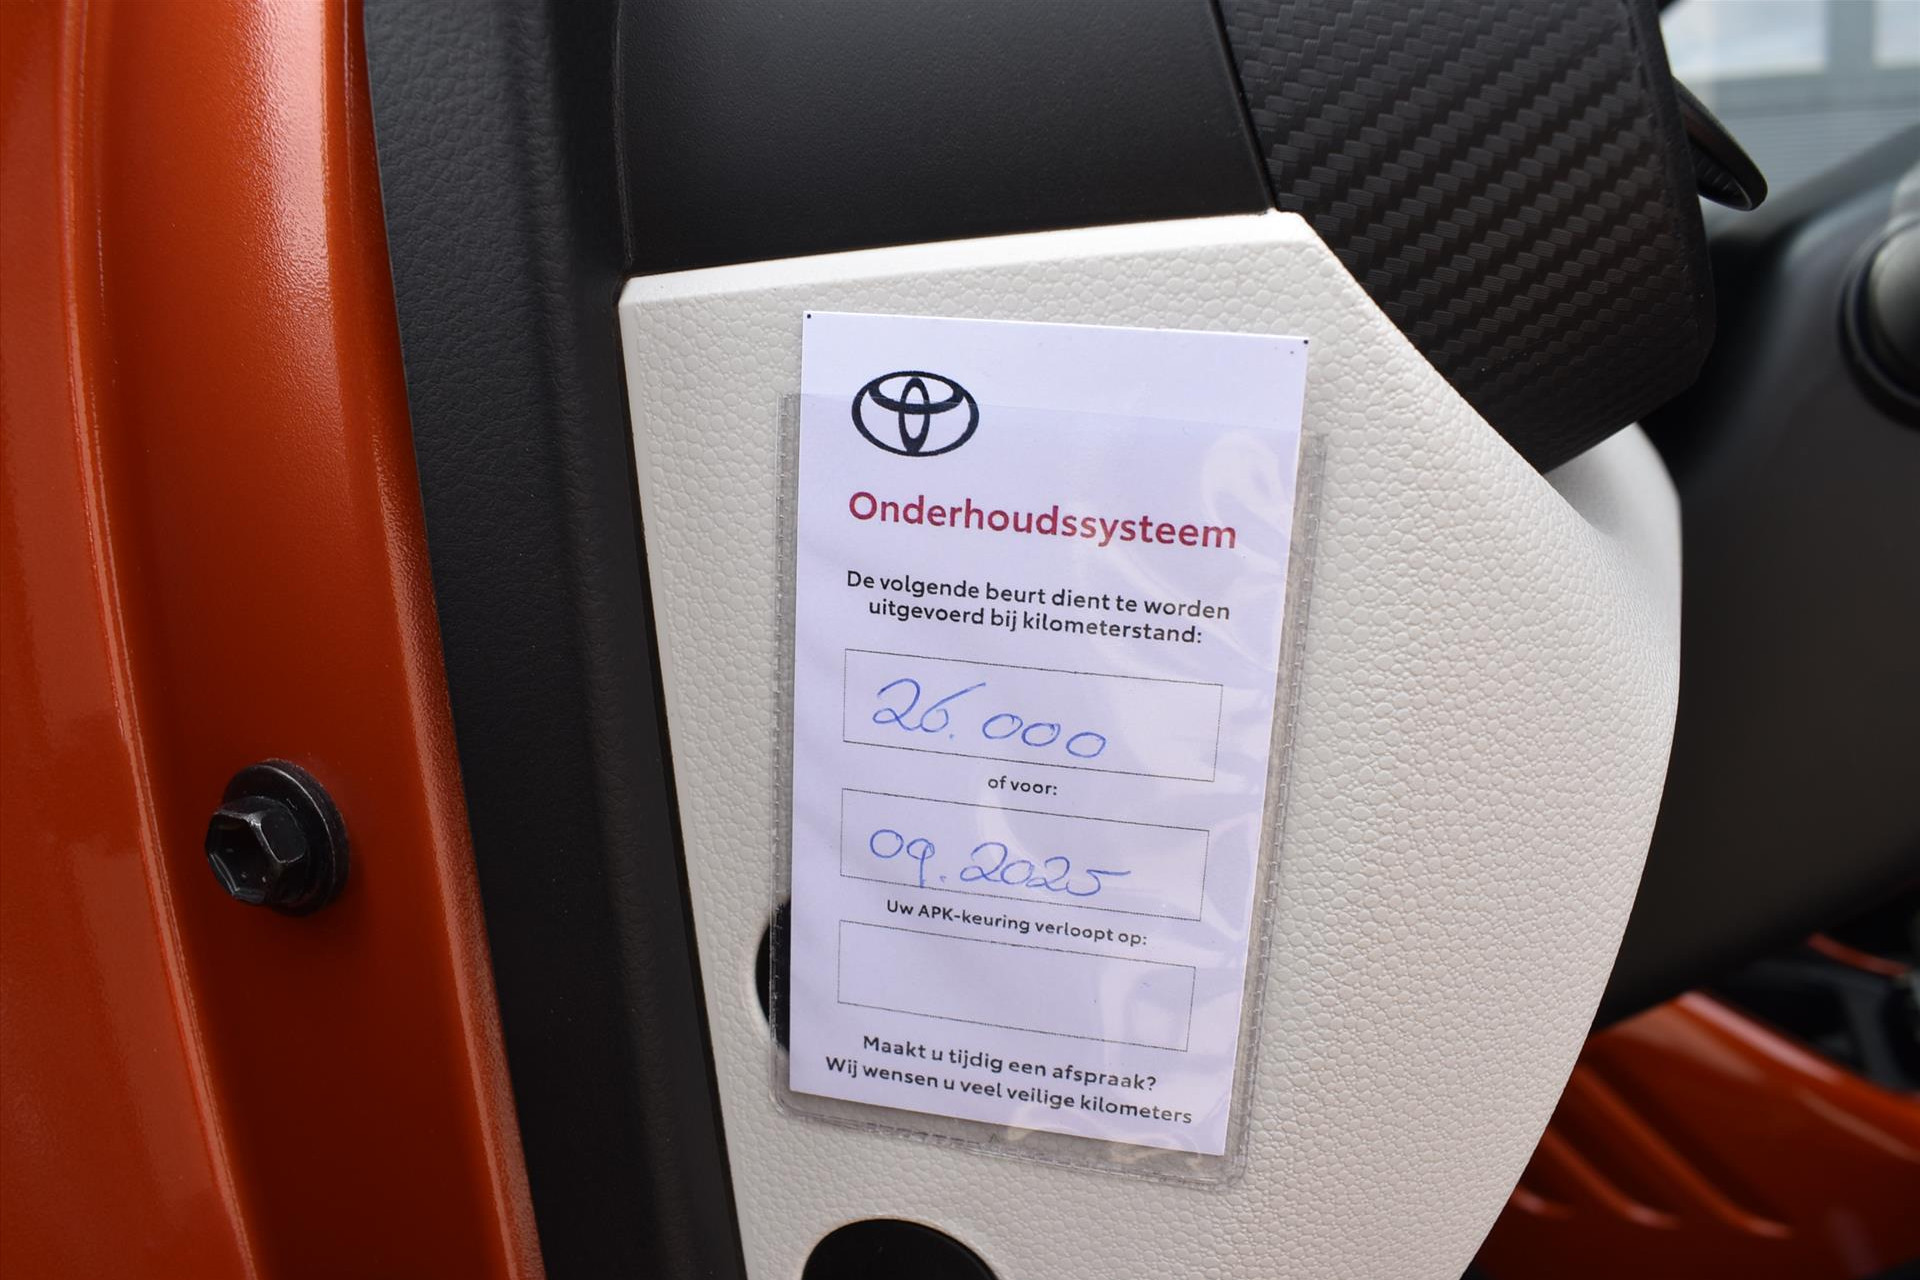 Onderhoudssysteem
De volgende beurt dient te worden
uitgevoerd bij kilometerstand:
26.000
of voor:
09.2025
Uw APK-keuring verloopt op:
Maakt u tijdig een afspraak?
Wij wensen u veel veilige kilometers